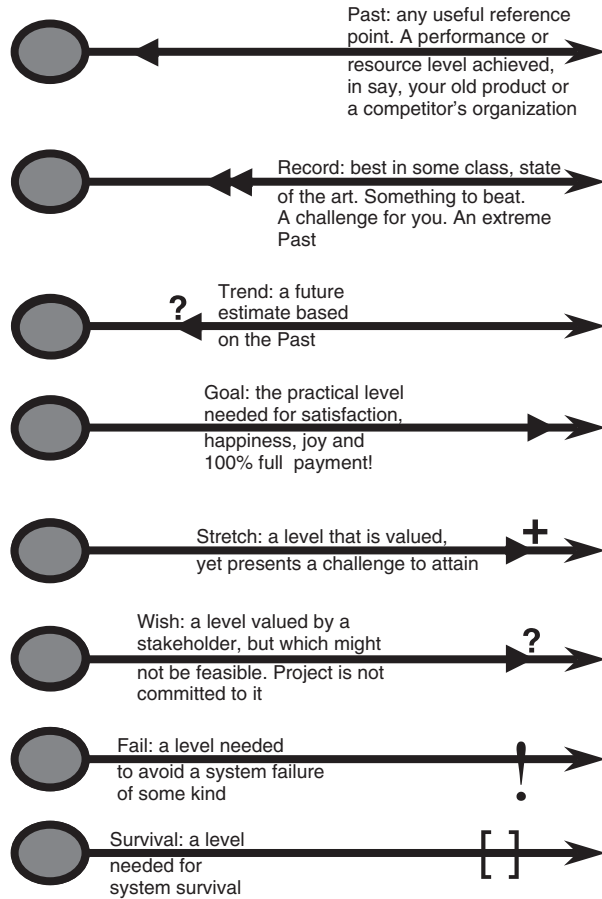 Past: any useful reference
point. A performance or
resource level achieved,
in say, your old product or
a competitor's organization
Record: best in some class, state
of the art. Something to beat.
A challenge for you. An extreme
Past
?
Trend: a future
estimate based
on the Past
Goal: the practical level
needed for satisfaction,
happiness, joy and
100% full payment!
+
Stretch: a level that is valued,
yet presents a challenge to attain
Wish: a level valued by a
stakeholder, but which might
?
not be feasible. Project is not
committed to it
Fail: a level needed
to avoid a system failure
of some kind
!
Survival: a level
needed for
system survival
[ ]